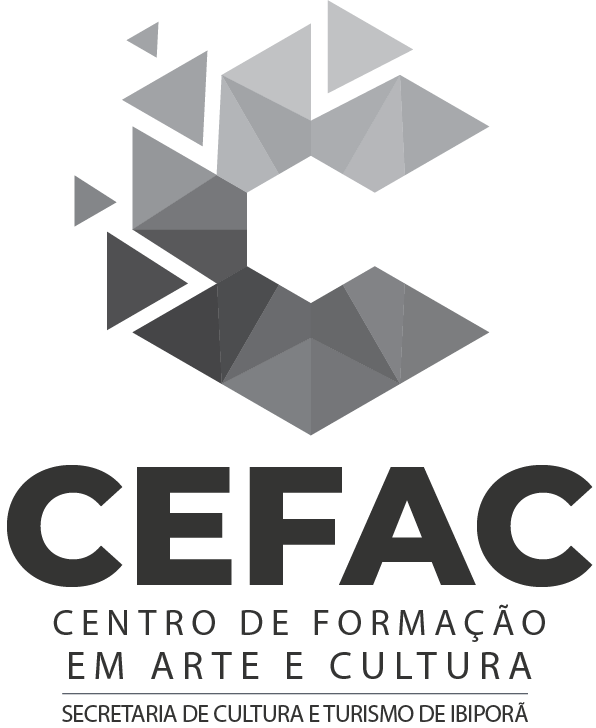 CEFAC
CENTRO DE FORMAÇÃO
EM ARTE E CULTURA
SECRETARIA DE CULTURA E TURISMO DE IBIPORÃ